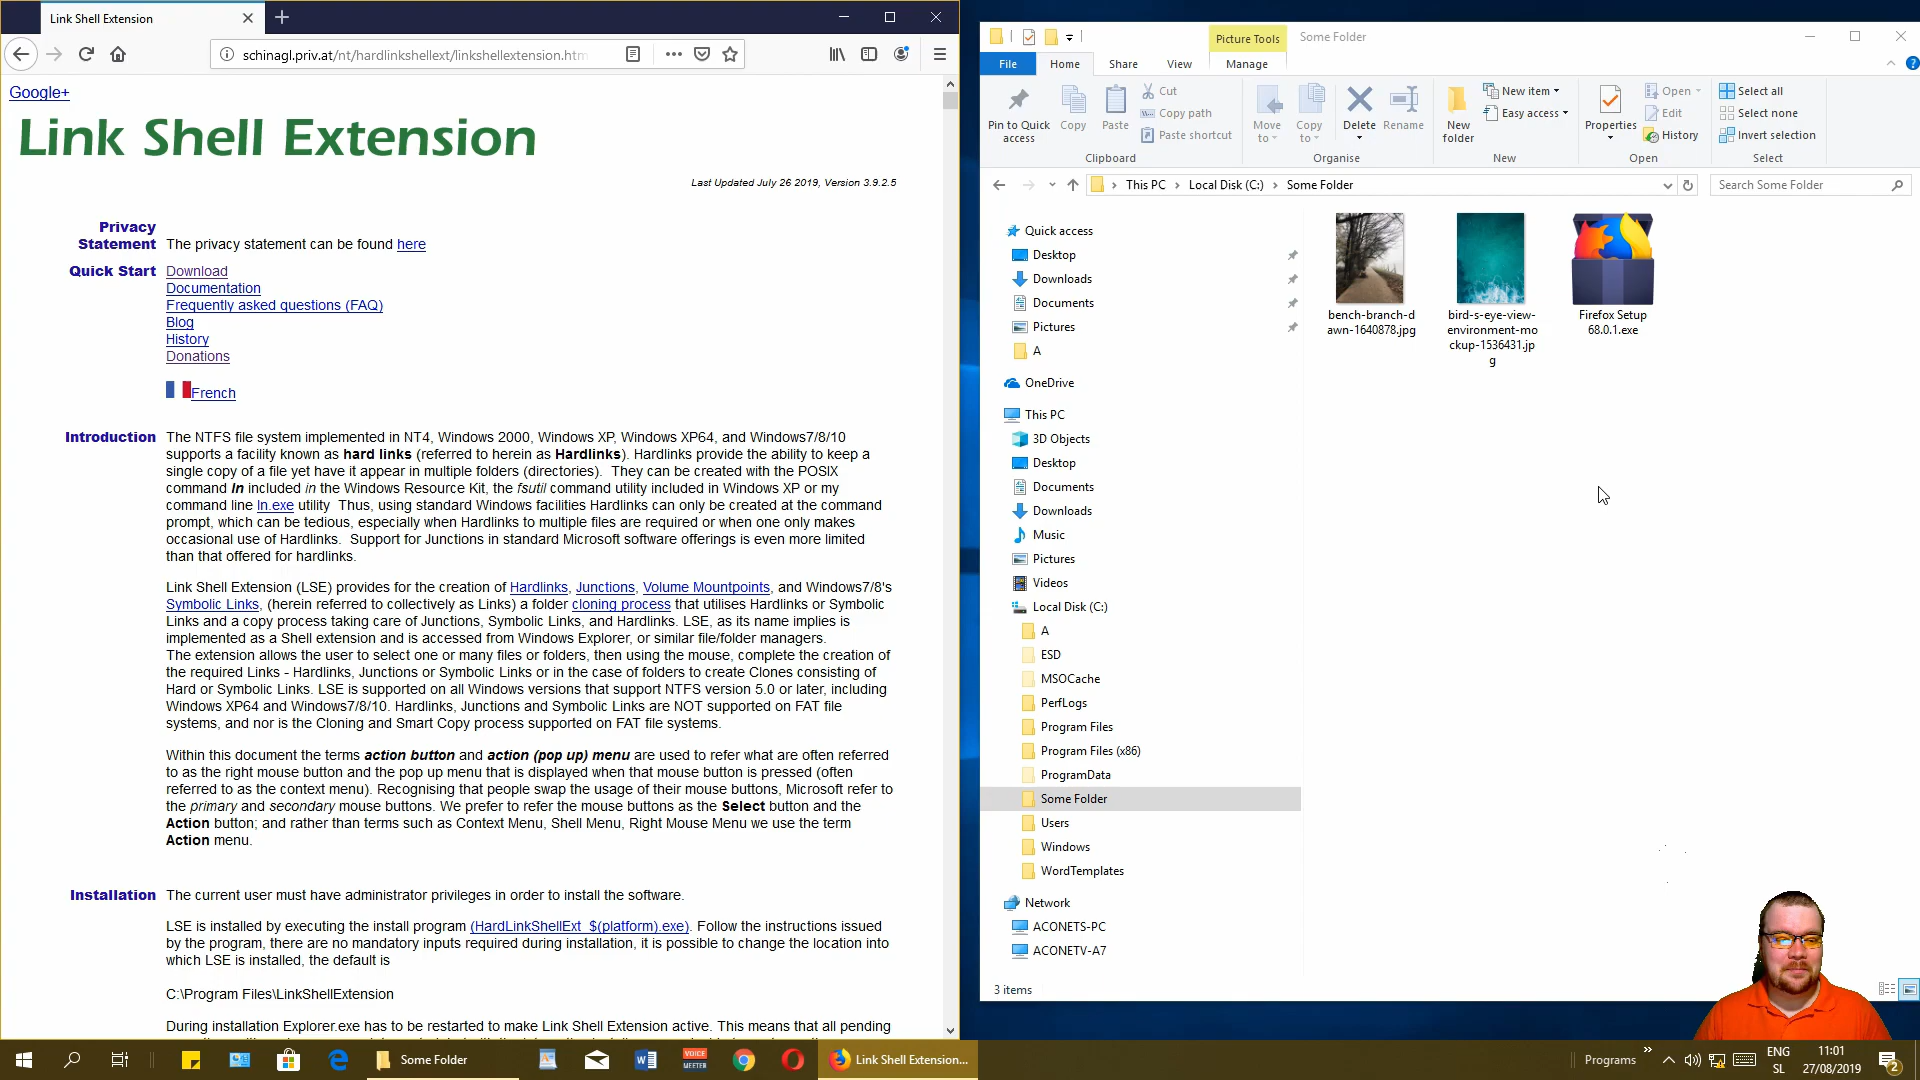 Link Shell Extension
schinagl.priv.at/nt/hardlinkshellext/linkshellextension.htm
Google+
Link Shell Extension
Last Updated July 26 2019, Version 3.9.2.5
Privacy
Statement The privacy statement can be found here
Quick Start Download
Documentation
Frequently asked questions (FAQ)
Blog
History
Donations
French
Introduction The NTFS file system implemented in NT4, Windows 2000, Windows XP, Windows XP64, and Windows7/8/10
supports a facility known as hard links (referred to herein as Hardlinks). Hardlinks provide the ability to keep a
single copy of a file yet have it appear in multiple folders (directories). They can be created with the POSIX
command ln included in the Windows Resource Kit, the fsutil command utility included in Windows XP or my
command line ln.exe utility Thus, using standard Windows facilities Hardlinks can only be created at the command
prompt, which can be tedious, especially when Hardlinks to multiple files are required or when one only makes
occasional use of Hardlinks. Support for Junctions in standard Microsoft software offerings is even more limited
than that offered for hardlinks.
Link Shell Extension (LSE) provides for the creation of Hardlinks, Junctions, Volume Mountpoints, and Windows7/8's
Symbolic Links, (herein referred to collectively as Links) a folder cloning process that utilises Hardlinks or Symbolic
Links and a copy process taking care of Junctions, Symbolic Links, and Hardlinks. LSE, as its name implies is
implemented as a Shell extension and is accessed from Windows Explorer, or similar file/folder managers.
The extension allows the user to select one or many files or folders, then using the mouse, complete the creation of
the required Links - Hardlinks, Junctions or Symbolic Links or in the case of folders to create Clones consisting of
Hard or Symbolic Links. LSE is supported on all Windows versions that support NTFS version 5.0 or later, including
Windows XP64 and Windows7/8/10. Hardlinks, Junctions and Symbolic Links are NOT supported on FAT file
systems, and nor is the Cloning and Smart Copy process supported on FAT file systems.
Within this document the terms action button and action (pop up) menu are used to refer what are often referred
to as the right mouse button and the pop up menu that is displayed when that mouse button is pressed (often
referred to as the context menu). Recognising that people swap the usage of their mouse buttons, Microsoft refer to
the primary and secondary mouse buttons. We prefer to refer the mouse buttons as the Select button and the
Action button; and rather than terms such as Context Menu, Shell Menu, Right Mouse Menu we use the term
Action menu.
Installation The current user must have administrator privileges in order to install the software.
LSE is installed by executing the install program (HardLinkShellExt_$(platform).exe). Follow the instructions issued
by the program, there are no mandatory inputs required during installation, it is possible to change the location into
which LSE is installed, the default is
C:\Program Files\LinkShellExtension
During installation Explorer.exe has to be restarted to make Link Shell Extension active. This means that all pending
Picture Tools Some Folder
File Home Share View Manage
Pin to Quick access
Copy
Paste
Cut
Copy path
Paste shortcut
Clipboard
Move to
Copy to
Delete
Rename
Organise
New folder
New item
Easy access
New
Properties
Open
Edit
History
Open
Select all
Select none
Invert selection
Select
This PC Local Disk (C:) Some Folder
Search Some Folder
Quick access
Desktop
Downloads
Documents
Pictures
A
OneDrive
This PC
3D Objects
Desktop
Documents
Downloads
Music
Pictures
Videos
Local Disk (C:)
A
ESD
MSOCache
PerfLogs
Program Files
Program Files (x86)
ProgramData
Some Folder
Users
Windows
WordTemplates
Network
ACONETS-PC
ACONETV-A7
bench-branch-d
awn-1640878.jpg
bird-s-eye-view-
environment-mo
ckup-1536431.jp
g
Firefox Setup
68.0.1.exe
3 items
Some Folder
VOICE
MEETER
Link Shell Extension...
Programs
ENG
SL
11:01
27/08/2019
2